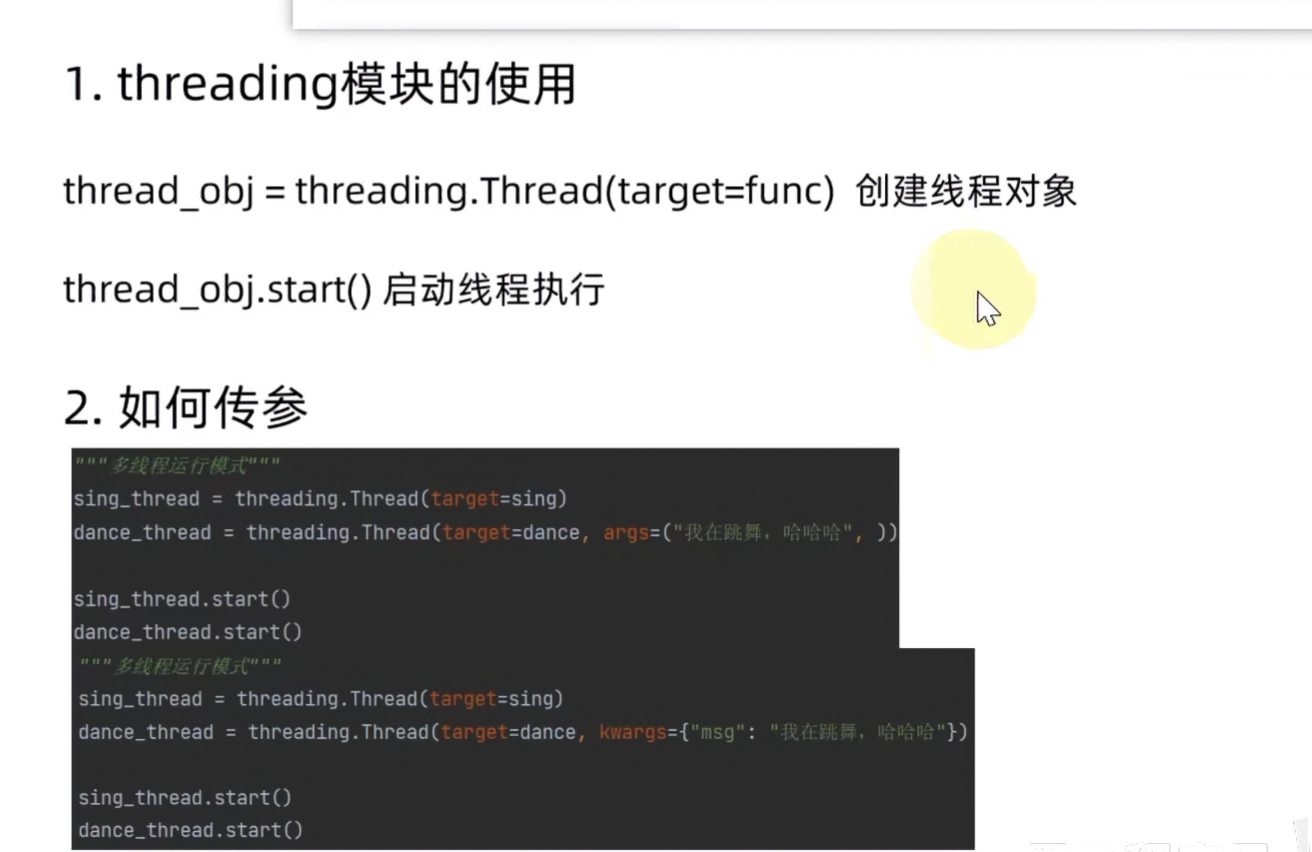 1. threading模块的使用
thread_obj = threading.Thread(target=func) 创建线程对象
thread_obj.start() 启动线程执行
2. 如何传参
"""多线程运行模式"""
sing_thread = threading.Thread(target=sing)
dance_thread = threading.Thread(target=dance, args=("我在跳舞，哈哈哈", ))
sing_thread.start()
dance_thread.start()
"""多线程运行模式"""
sing_thread = threading.Thread(target=sing)
dance_thread = threading.Thread(target=dance, kwargs={"msg": "我在跳舞，哈哈哈"})
sing_thread.start()
dance_thread.start()